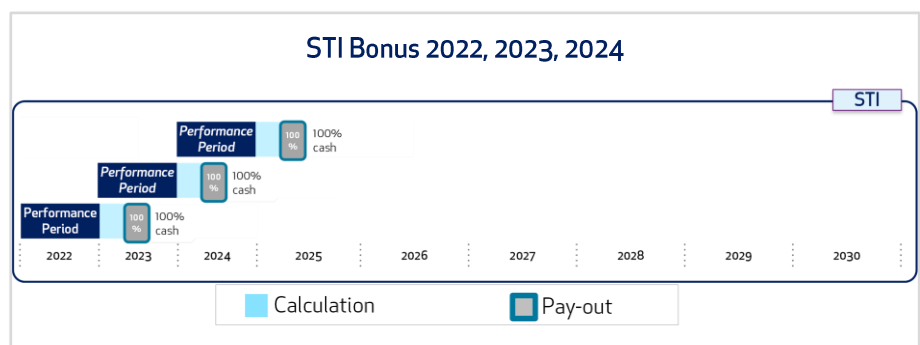 STI Bonus 2022, 2023, 2024
STI
Performance
Period
100
%
100%
cash
Performance
Period
100
%
100%
cash
Performance
Period
100
%
100%
cash
2022 2023 2024 2025 2026 2027 2028 2029 2030
Calculation Pay-out